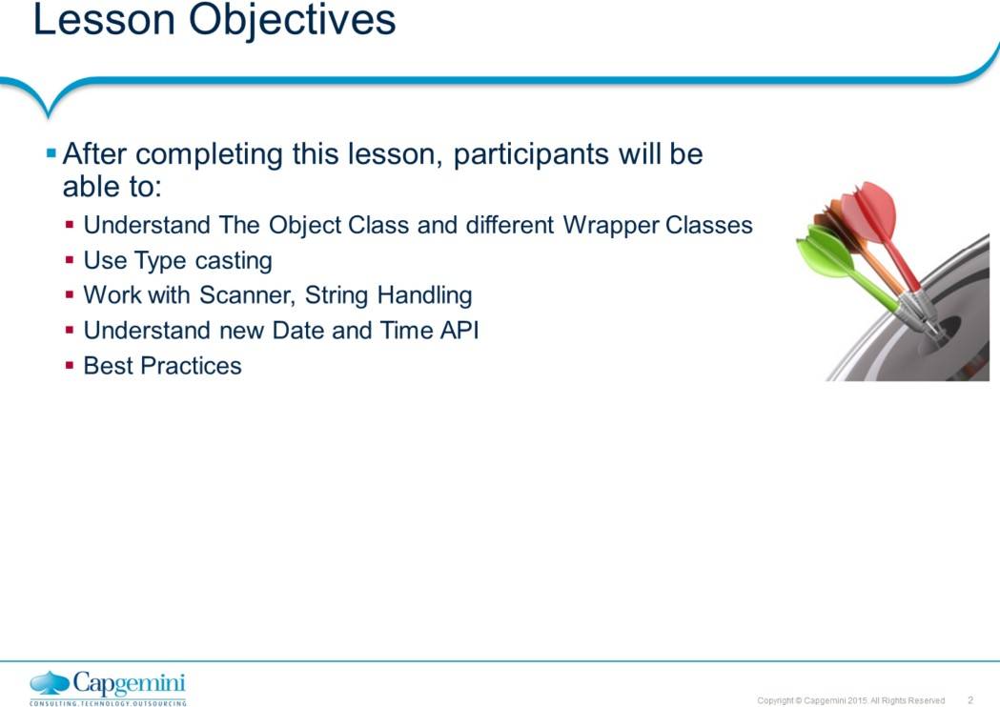 Lesson Objectives
After completing this lesson, participants will be
able to:
Understand The Object Class and different Wrapper Classes
Use Type casting
Work with Scanner, String Handling
Understand new Date and Time API
Best Practices
Capgemini
CONSULTING.TECHNOLOGY.OUTSOURCING
Copyright © Capgemini 2015. All Rights Reserved 2